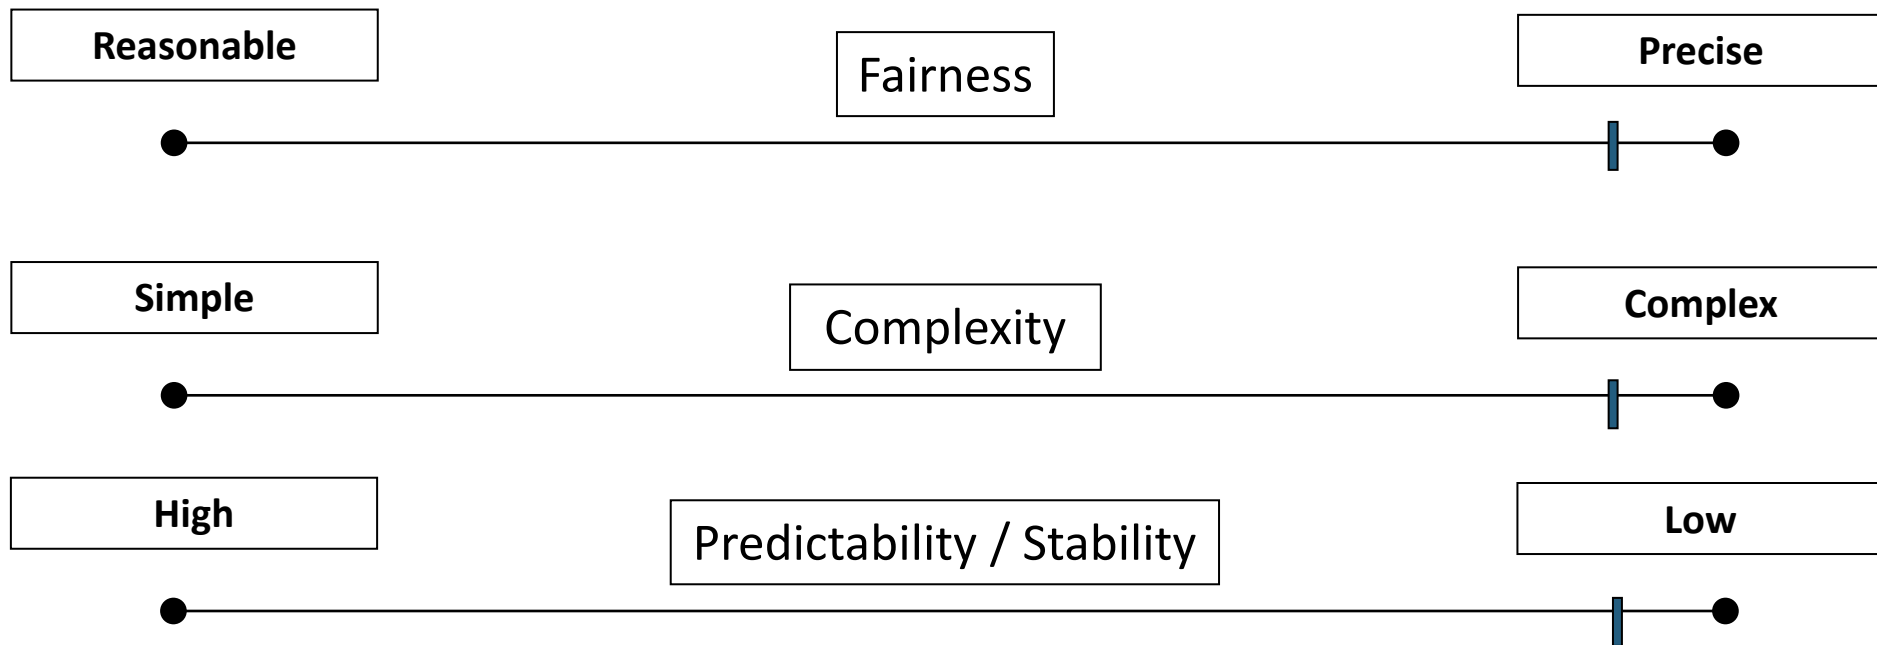 Reasonable
Fairness
Precise
Simple
Complexity
Complex
High
Predictability / Stability
Low